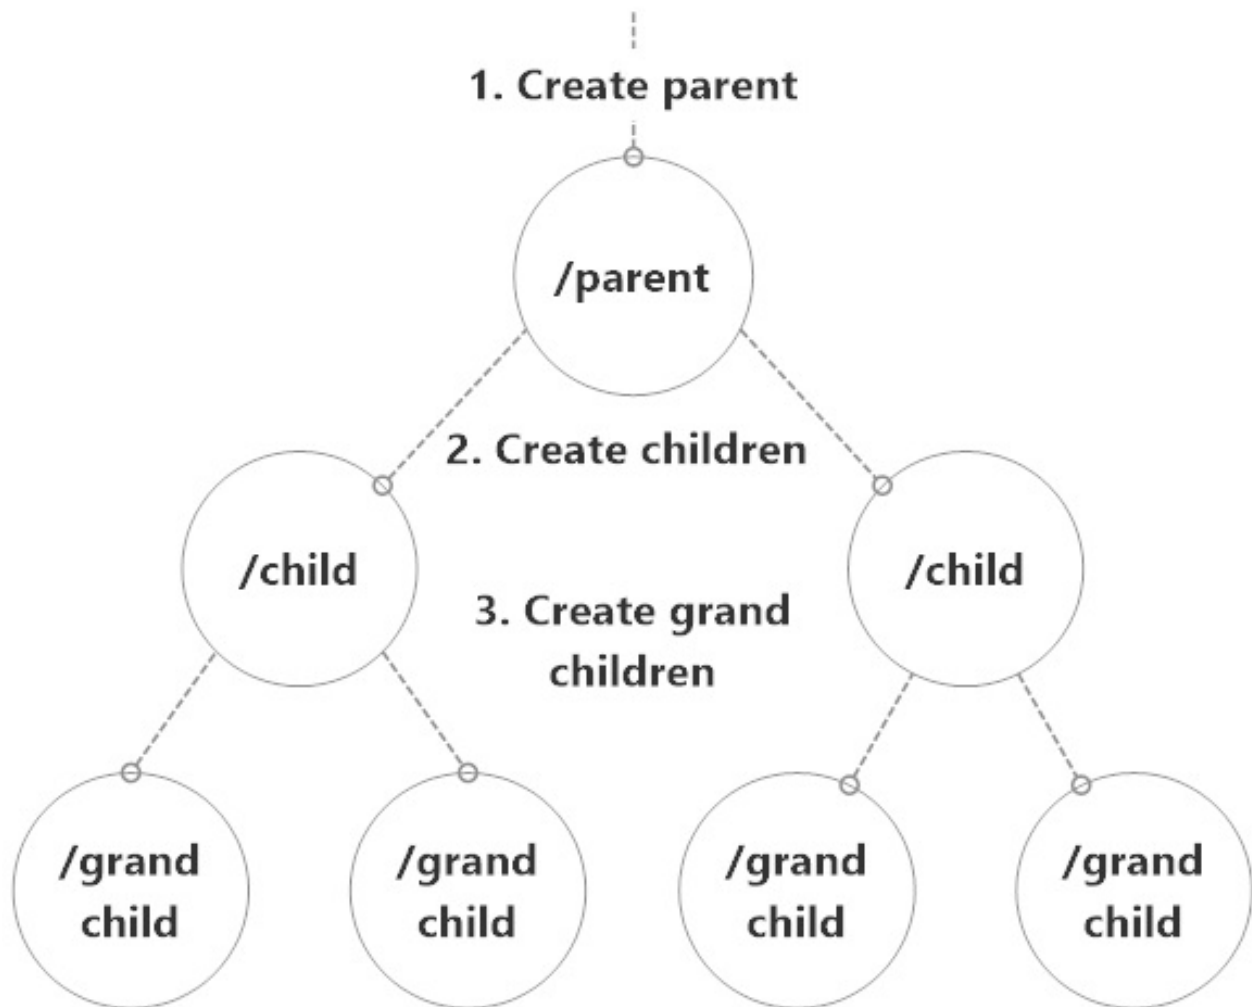 1. Create parent
/parent
2. Create children
/child
/child
3. Create grand
children
/grand
child
/grand
child
/grand
child
/grand
child